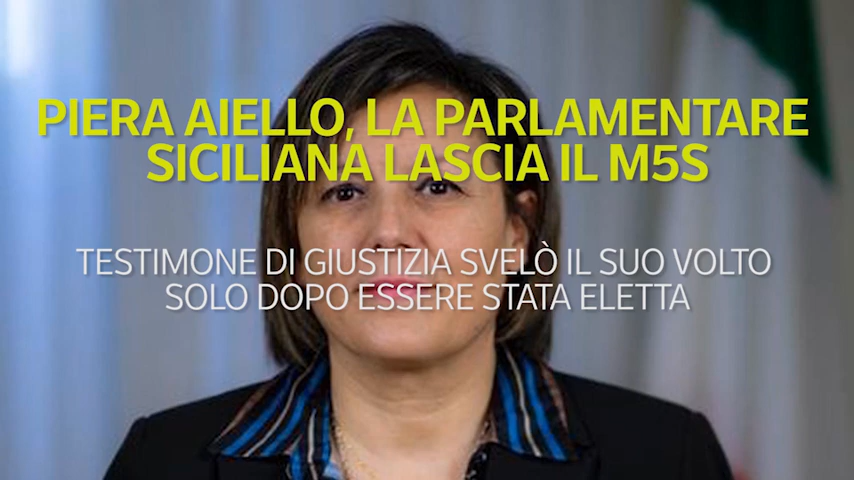 PIERA AIELLO, LA PARLAMENTARE
SICILIANA LASCIA IL M5S
TESTIMONE DI GIUSTIZIA SVELÒ IL SUO VOLTO
SOLO DOPO ESSERE STATA ELETTA